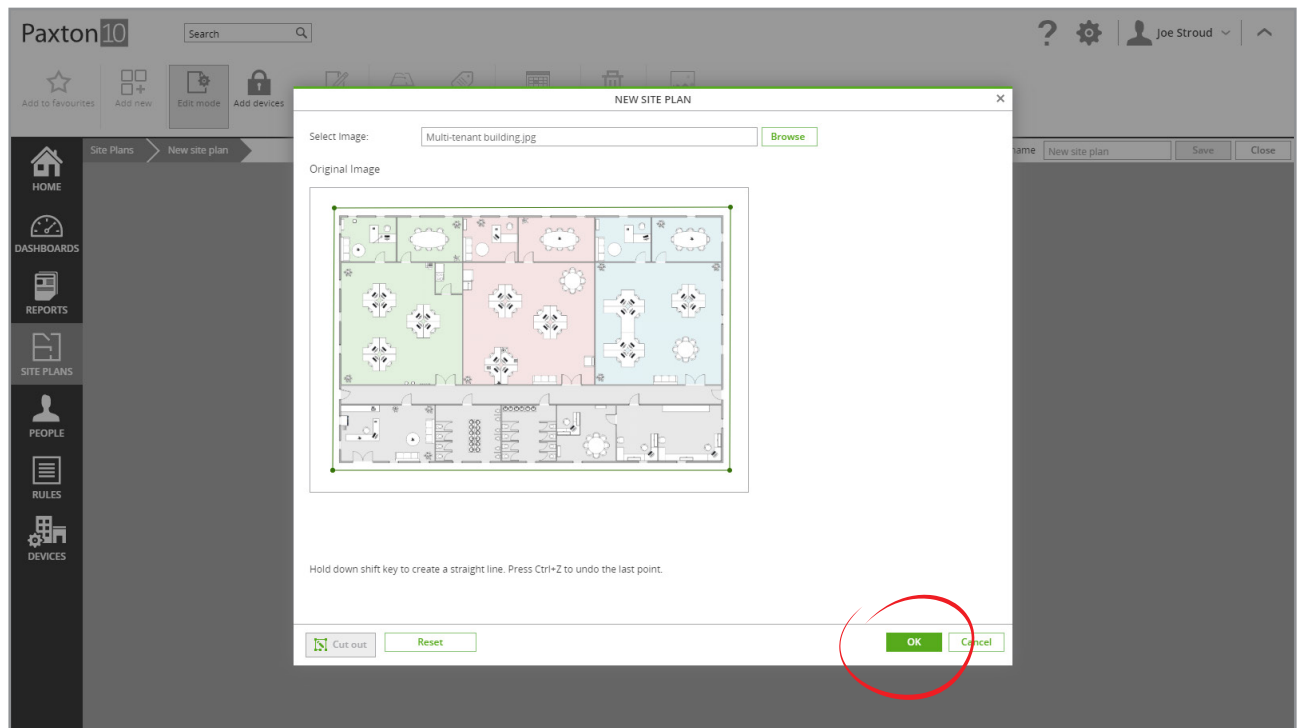 Paxton10
Search
Joe Stroud
Add to favourites
Add new
Edit mode
Add devices
NEW SITE PLAN
Select Image:
Multi-tenant building.jpg
Browse
Site Plans
New site plan
name
New site plan
Save
Close
Original Image
HOME
DASHBOARDS
REPORTS
SITE PLANS
PEOPLE
RULES
DEVICES
Hold down shift key to create a straight line. Press Ctrl+Z to undo the last point.
Cut out
Reset
OK
Cancel